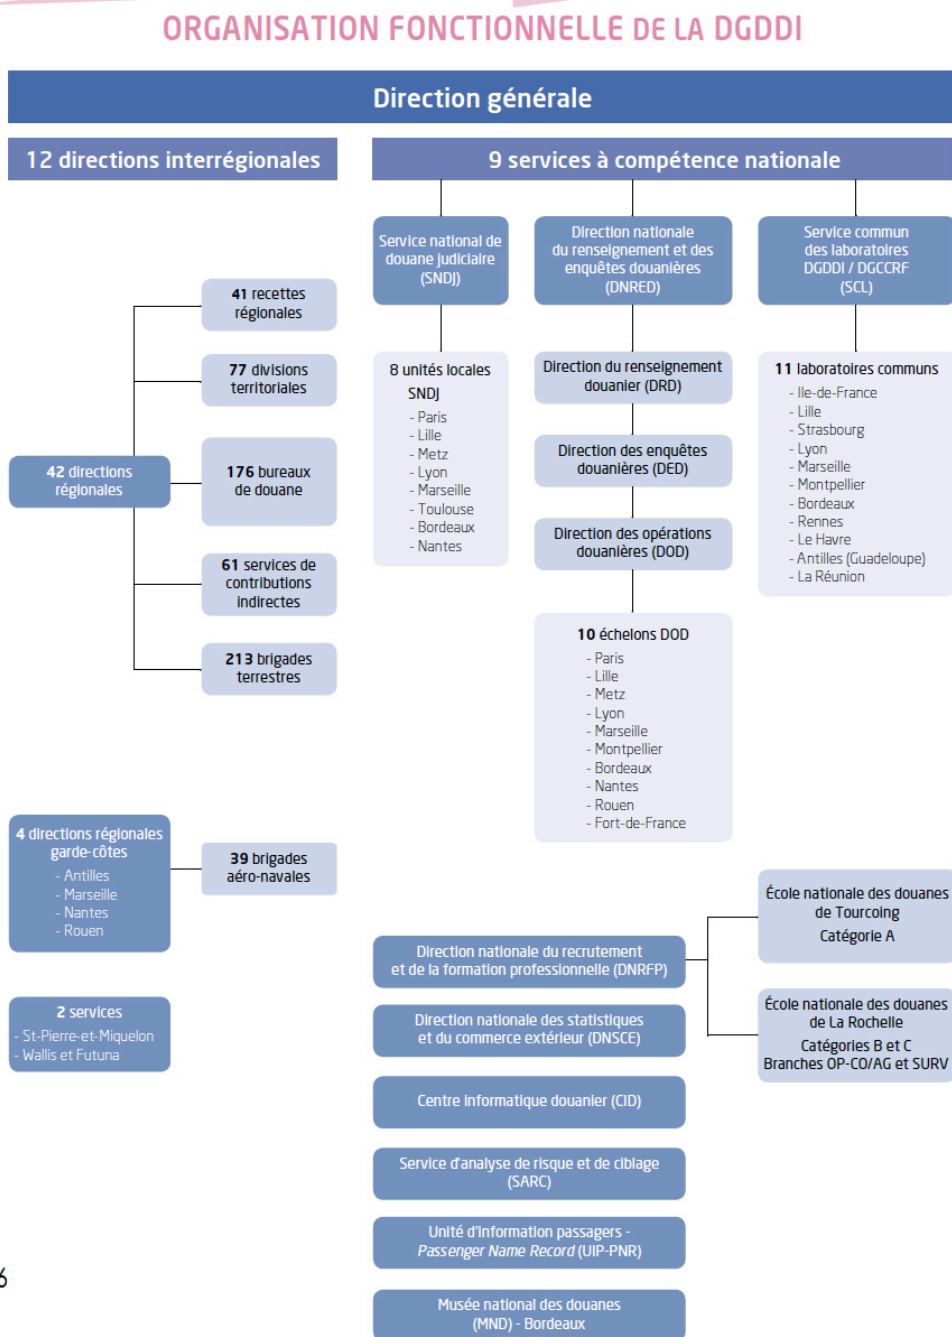 ORGANISATION FONCTIONNELLE DE LA DGDDI
Direction générale
12 directions interrégionales
9 services à compétence nationale
41 recettes
régionales
77 divisions
territoriales
42 directions
régionales
176 bureaux
de douane
61 services de
contributions
indirectes
213 brigades
terrestres
4 directions régionales
garde-côtes
- Antilles
- Marseille
- Nantes
- Rouen
39 brigades
aéro-navales
2 services
- St-Pierre-et-Miquelon
- Wallis et Futuna
Service national de
douane judiciaire
(SNDJ)
8 unités locales
SNDJ
- Paris
- Lille
- Metz
- Lyon
- Marseille
- Toulouse
- Bordeaux
- Nantes
Direction nationale
du renseignement et des
enquêtes douanières
(DNRED)
Direction du renseignement
douanier (DRD)
Direction des enquêtes
douanières (DED)
Direction des opérations
douanières (DOD)
10 échelons DOD
- Paris
- Lille
- Metz
- Lyon
- Marseille
- Montpellier
- Bordeaux
- Nantes
- Rouen
- Fort-de-France
Service commun
des laboratoires
DGDDI / DGCCRF
(SCL)
11 laboratoires communs
- Ile-de-France
- Lille
- Strasbourg
- Lyon
- Marseille
- Montpellier
- Bordeaux
- Rennes
- Le Havre
- Antilles (Guadeloupe)
- La Réunion
Direction nationale du recrutement
et de la formation professionnelle (DNRFP)
École nationale des douanes
de Tourcoing
Catégorie A
École nationale des douanes
de La Rochelle
Catégories B et C
Branches OP-CO/AG et SURV
Direction nationale des statistiques
et du commerce extérieur (DNSCE)
Centre informatique douanier (CID)
Service d'analyse de risque et de ciblage
(SARC)
Unité d'information passagers -
Passenger Name Record (UIP-PNR)
Musée national des douanes
(MND) - Bordeaux
6